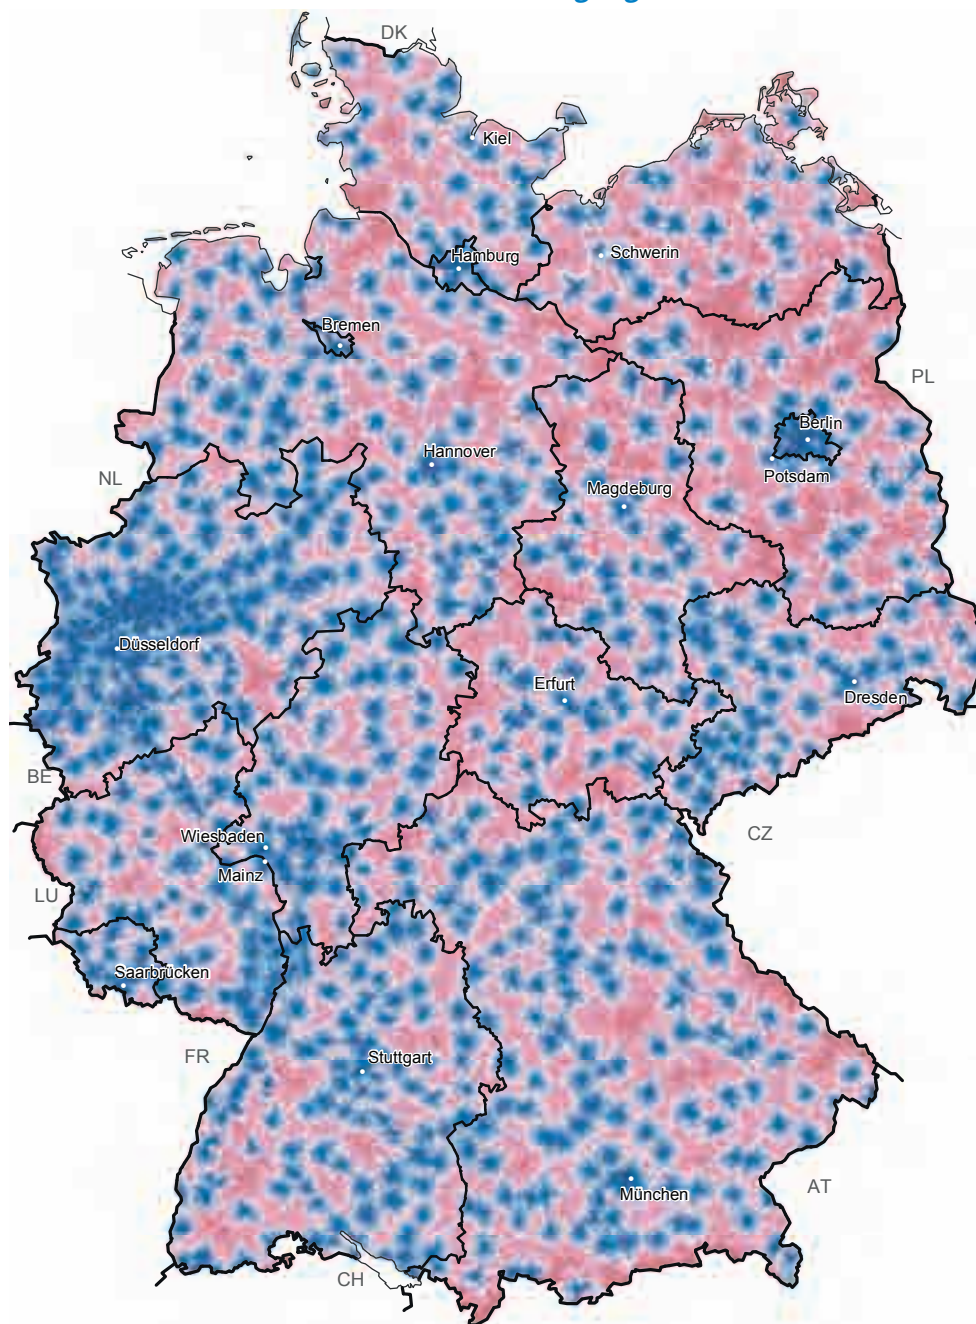 DK
Kiel
Hamburg
Schwerin
Bremen
PL
Berlin
Hannover
Potsdam
NL
Magdeburg
Düsseldorf
Erfurt
Dresden
BE
Wiesbaden
CZ
Mainz
LU
Saarbrücken
FR
Stuttgart
München
AT
CH